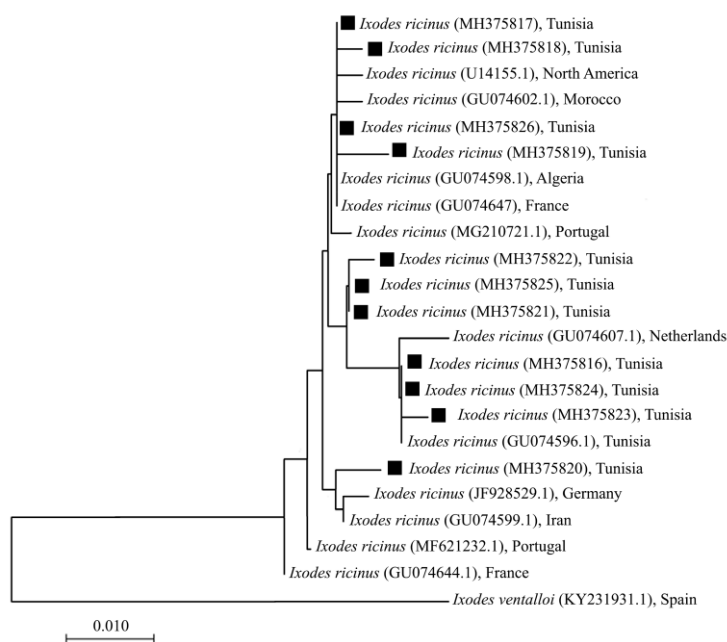 Ixodes ricinus (MH375817), Tunisia
Ixodes ricinus (MH375818), Tunisia
Ixodes ricinus (U14155.1), North America
Ixodes ricinus (GU074602.1), Morocco
Ixodes ricinus (MH375826), Tunisia
Ixodes ricinus (MH375819), Tunisia
Ixodes ricinus (GU074598.1), Algeria
Ixodes ricinus (GU074647), France
Ixodes ricinus (MG210721.1), Portugal
Ixodes ricinus (MH375822), Tunisia
Ixodes ricinus (MH375825), Tunisia
Ixodes ricinus (MH375821), Tunisia
Ixodes ricinus (GU074607.1), Netherlands
Ixodes ricinus (MH375816), Tunisia
Ixodes ricinus (MH375824), Tunisia
Ixodes ricinus (MH375823), Tunisia
Ixodes ricinus (GU074596.1), Tunisia
Ixodes ricinus (MH375820), Tunisia
Ixodes ricinus (JF928529.1), Germany
Ixodes ricinus (GU074599.1), Iran
Ixodes ricinus (MF621232.1), Portugal
Ixodes ricinus (GU074644.1), France
Ixodes ventalloi (KY231931.1), Spain
0.010